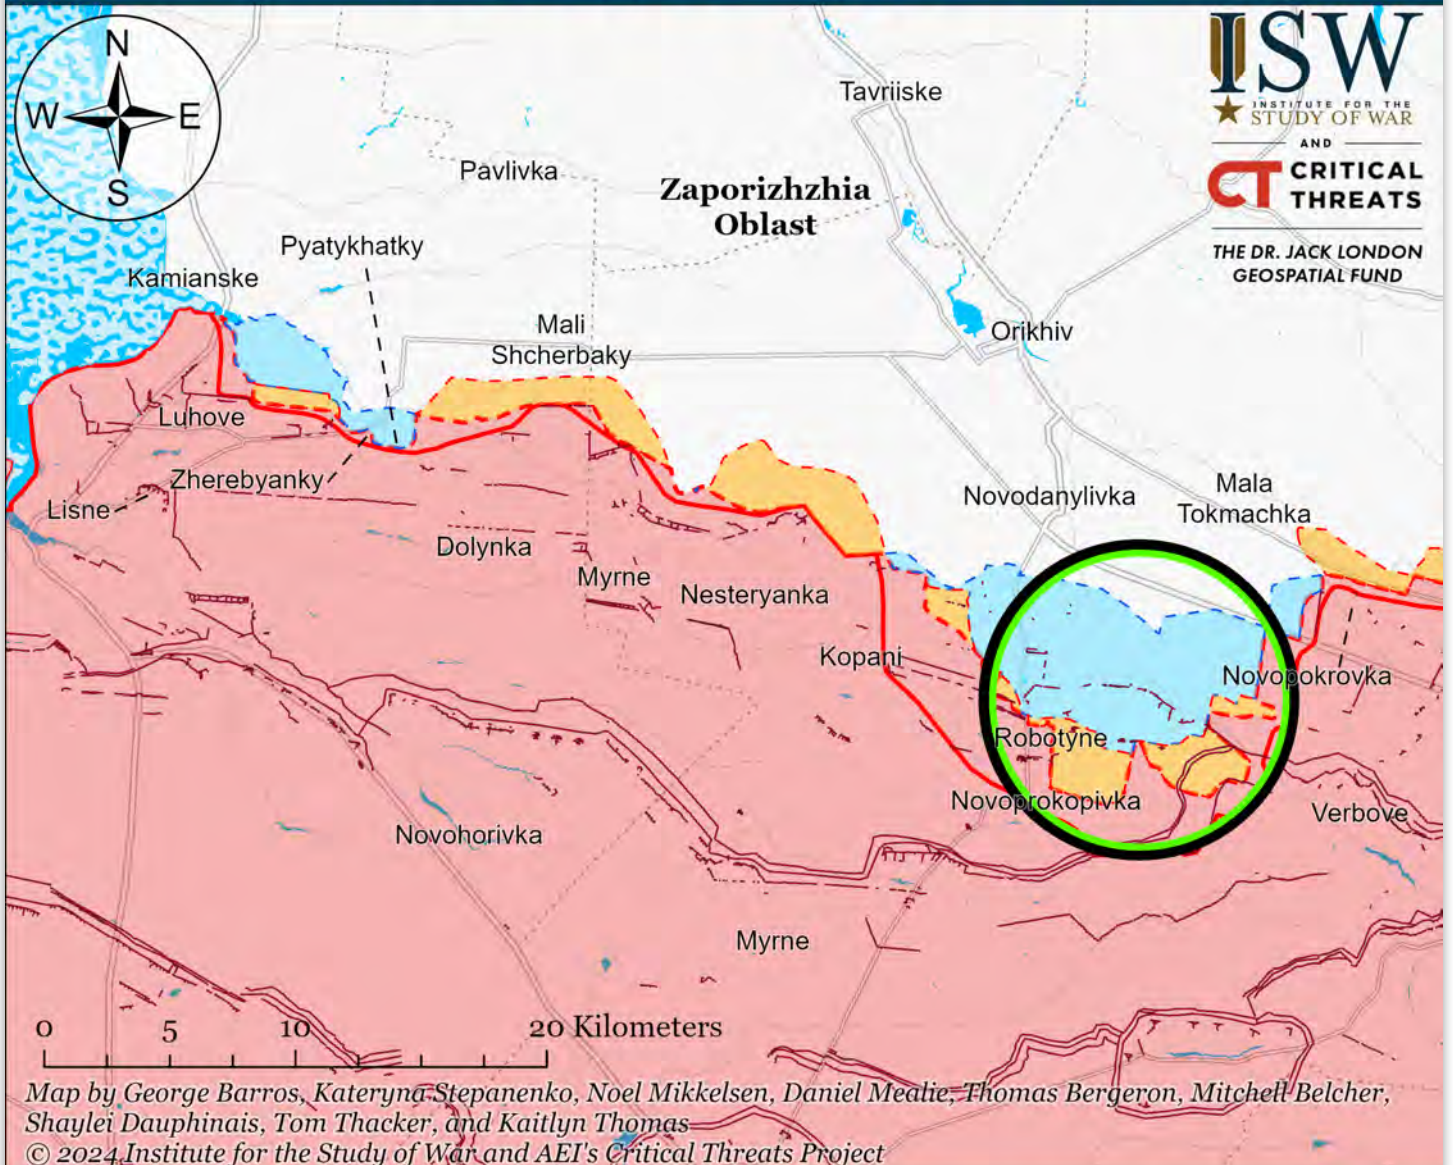 N
W
E
S
ISW
INSTITUTE FOR THE
STUDY OF WAR
AND
CT CRITICAL
THREATS
THE DR. JACK LONDON
GEOSPATIAL FUND
Tavriiske
Pavlivka
Zaporizhzhia
Oblast
Pyatykhatky
Kamianske
Mali
Shcherbaky
Orikhiv
Luhove
Zherebyanky
Lisne
Novodanylivka
Mala
Tokmachka
Dolynka
Myrne
Nesteryanka
Kopani
Novopokrovka
Robotyne
Novoprokopivka
Verbove
Novohorivka
Myrne
0 5 10 20 Kilometers
Map by George Barros, Kateryna Stepanenko, Noel Mikkelsen, Daniel Mealie, Thomas Bergeron, Mitchell Belcher,
Shaylei Dauphinais, Tom Thacker, and Kaitlyn Thomas
© 2024 Institute for the Study of War and AEI's Critical Threats Project